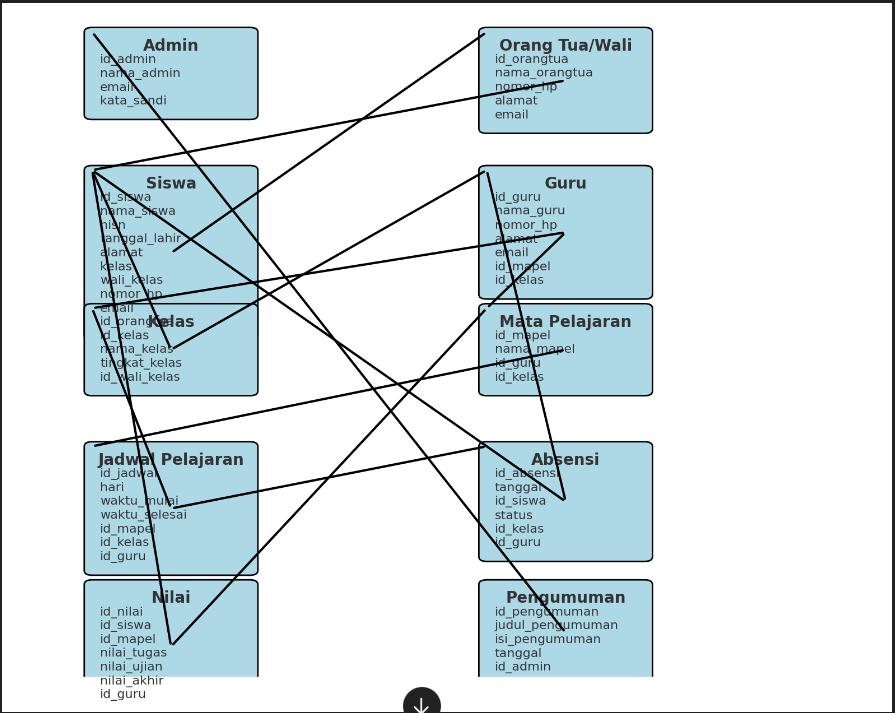 Admin
id_admin
nama_admin
email
kata_sandi
Orang Tua/Wali
id_orangtua
nama_orangtua
nomor_hp
alamat
email
Siswa
id_siswa
nama_siswa
nisn
tanggal_lahir
alamat
kelas
wali_kelas
nomor_hp
email
id_orangtua
Guru
id_guru
nama_guru
nomor_hp
alamat
email
id_mapel
id_kelas
Kelas
id_kelas
nama_kelas
tingkat_kelas
id_wali_kelas
Mata Pelajaran
id_mapel
nama_mapel
id_guru
id_kelas
Jadwal Pelajaran
id_jadwal
hari
waktu_mulai
waktu_selesai
id_mapel
id_kelas
id_guru
Absensi
id_absensi
tanggal
id_siswa
status
id_kelas
id_guru
Nilai
id_nilai
id_siswa
id_mapel
nilai_tugas
nilai_ujian
nilai_akhir
id_guru
Pengumuman
id_pengumuman
judul_pengumuman
isi_pengumuman
tanggal
id_admin